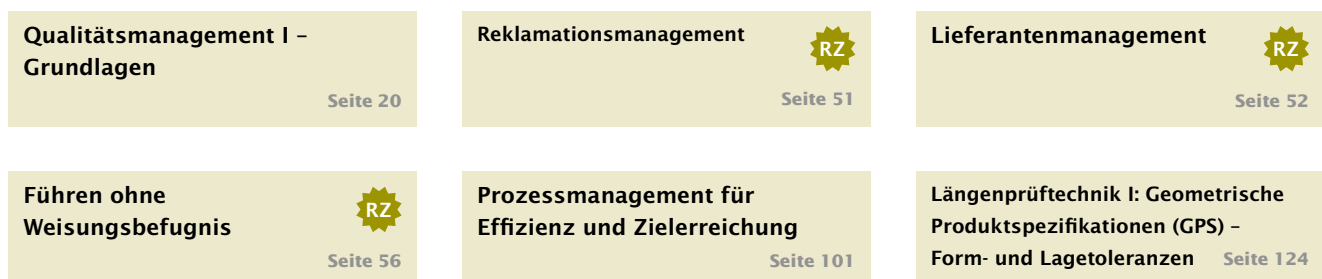 Qualitätsmanagement I –
Grundlagen
Seite 20
Reklamationsmanagement
RZ
Seite 51
Lieferantenmanagement
RZ
Seite 52
Führen ohne
Weisungsbefugnis
RZ
Seite 56
Prozessmanagement für
Effizienz und Zielerreichung
Seite 101
Längenprüftechnik I: Geometrische
Produktspezifikationen (GPS) –
Form- und Lagetoleranzen Seite 124